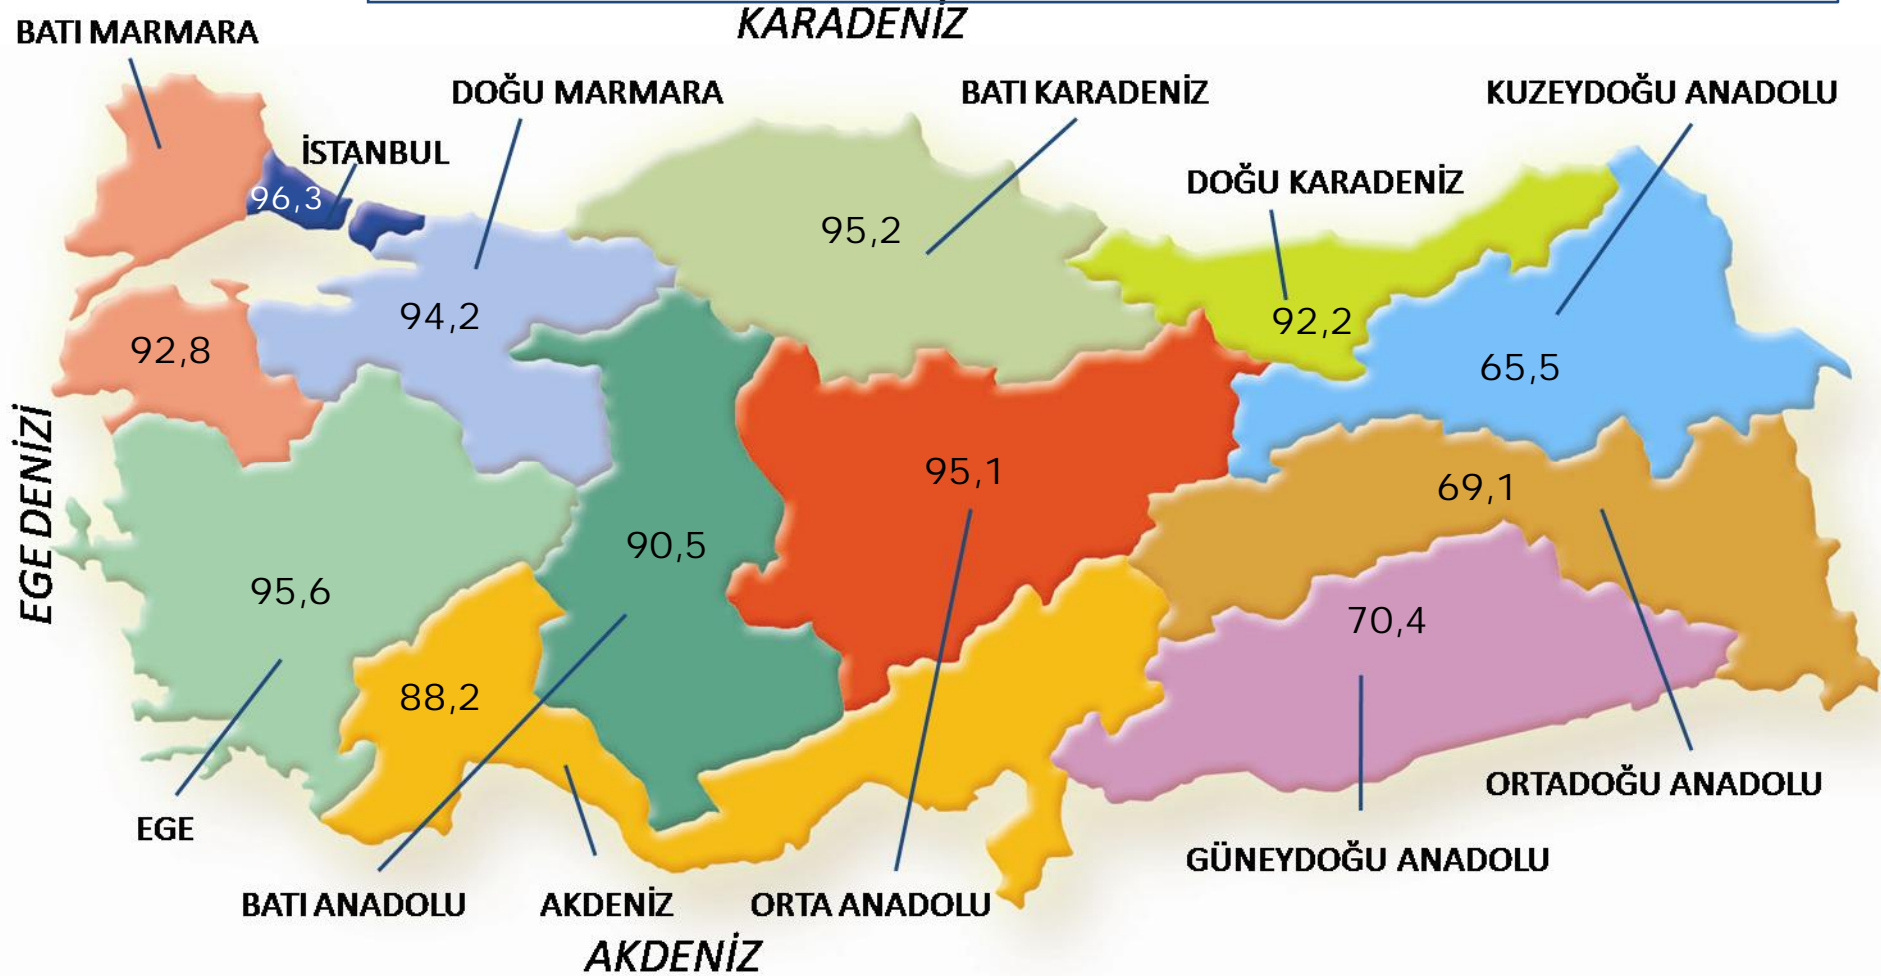 KARADENİZ
BATI MARMARA
DOĞU MARMARA
BATI KARADENİZ
KUZEYDOĞU ANADOLU
İSTANBUL
DOĞU KARADENİZ
96,3
95,2
94,2
92,2
92,8
65,5
EGE DENİZİ
95,1
69,1
90,5
95,6
70,4
88,2
ORTADOĞU ANADOLU
EGE
GÜNEYDOĞU ANADOLU
BATI ANADOLU
AKDENİZ
ORTA ANADOLU
AKDENİZ